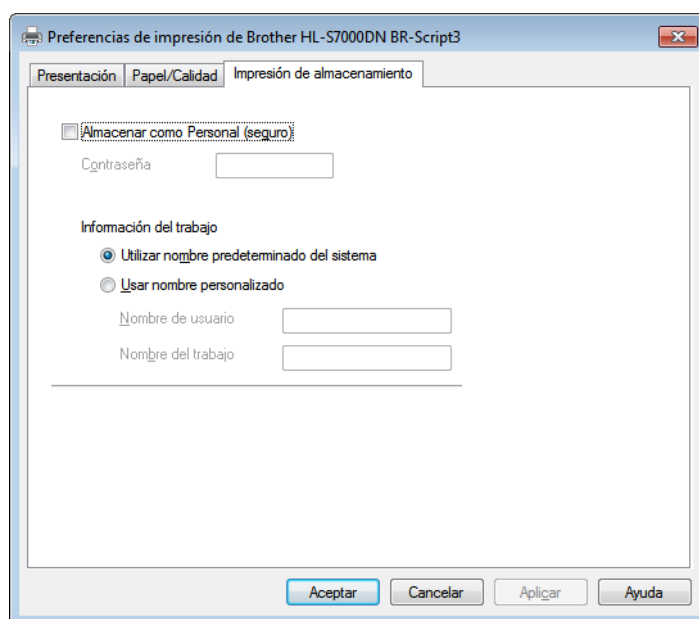 Preferencias de impresión de Brother HL-S7000DN BR-Script3
Presentación Papel/Calidad Impresión de almacenamiento
Almacenar como Personal (seguro)
Contraseña
Información del trabajo
Utilizar nombre predeterminado del sistema
Usar nombre personalizado
Nombre de usuario
Nombre del trabajo
Aceptar Cancelar Aplicar Ayuda